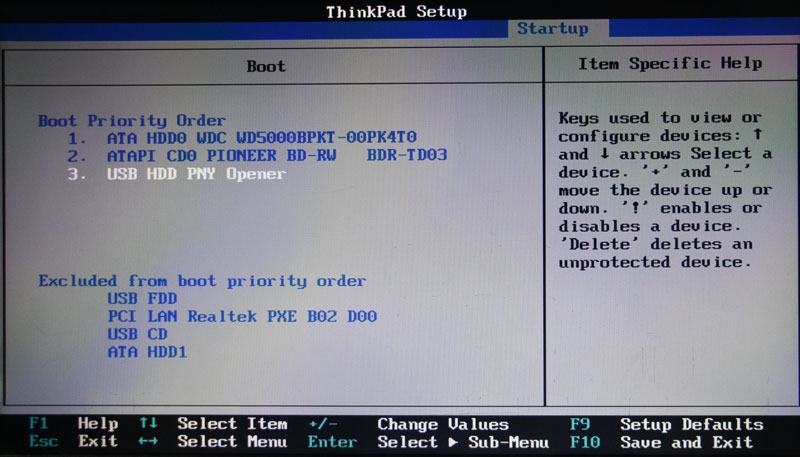 ThinkPad Setup
Startup
Boot
Boot Priority Order
1. ATA HDD0 WDC WD5000BPKT-00PK4T0
2. ATAPI CD0 PIONEER BD-RW BDR-TD03
3. USB HDD PNY Opener
Excluded from boot priority order
USB FDD
PCI LAN Realtek PXE B02 D00
USB CD
ATA HDD1
Item Specific Help
Keys used to view or
configure devices: ↑
and ↓ arrows Select a
device. '+' and '-'
move the device up or
down. '!' enables or
disables a device.
'Delete' deletes an
unprotected device.
F1 Help ↑↓ Select Item +/- Change Values F9 Setup Defaults
Esc Exit ←→ Select Menu Enter Select ▶ Sub-Menu F10 Save and Exit